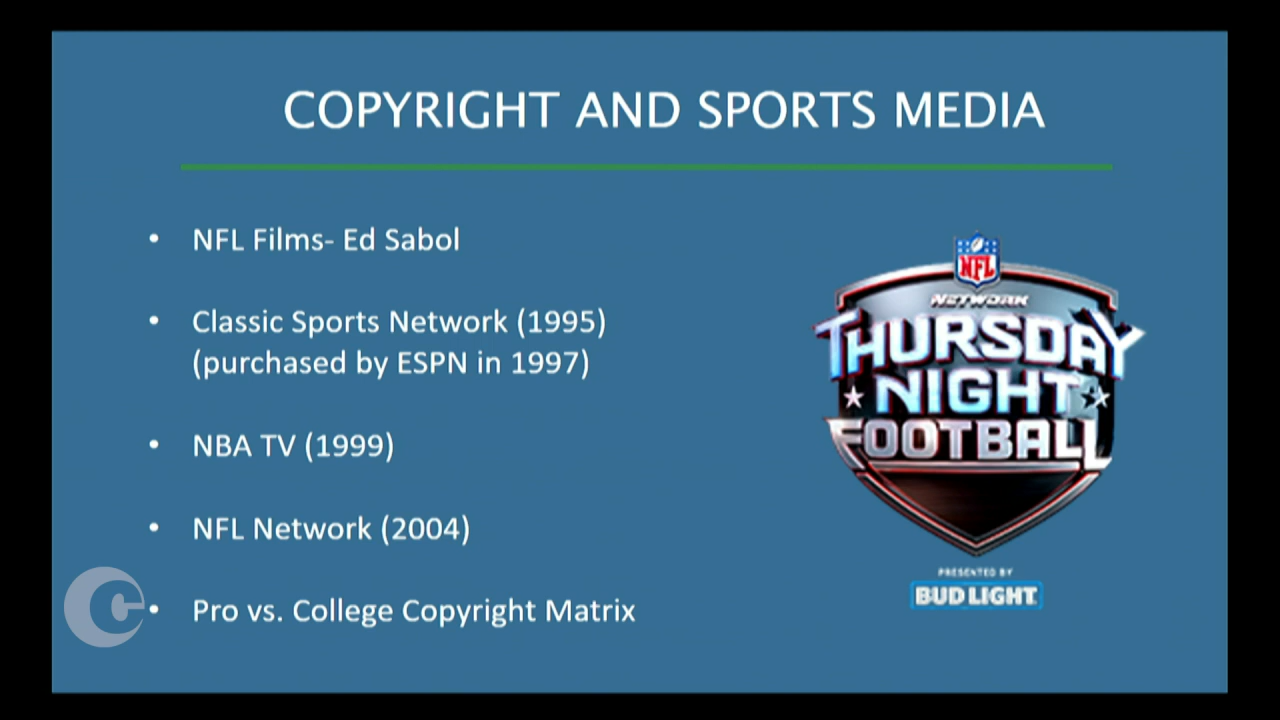 COPYRIGHT AND SPORTS MEDIA
• NFL Films- Ed Sabol
• Classic Sports Network (1995)
(purchased by ESPN in 1997)
• NBA TV (1999)
• NFL Network (2004)
• Pro vs. College Copyright Matrix
NFL
NETWORK
THURSDAY
NIGHT
FOOTBALL
PRESENTED BY
BUD LIGHT